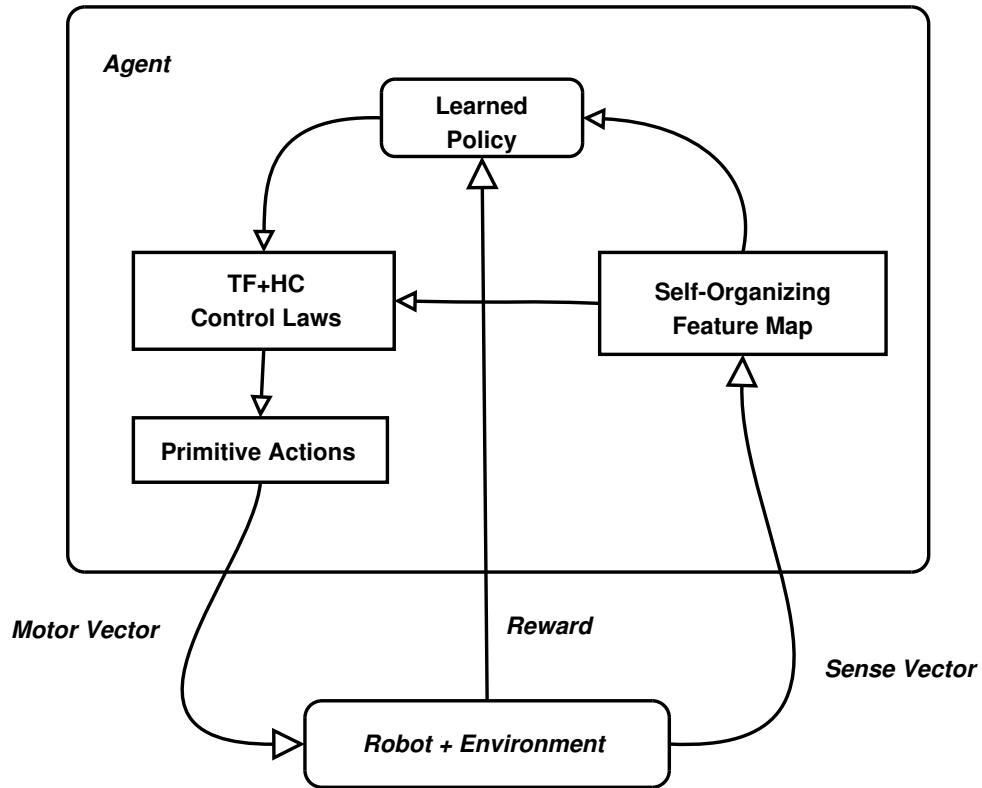 Agent
Learned
Policy
TF+HC
Control Laws
Self-Organizing
Feature Map
Primitive Actions
Motor Vector
Reward
Sense Vector
Robot + Environment